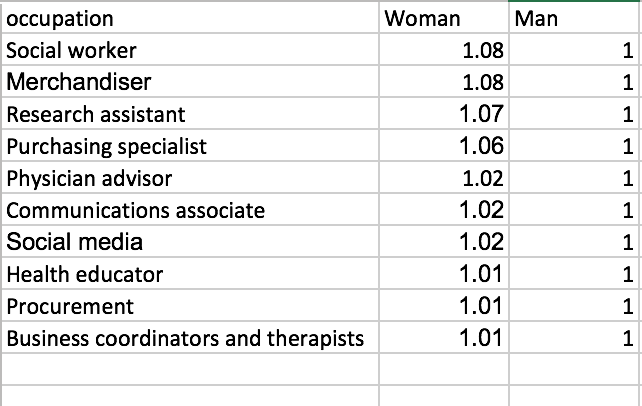 occupation Woman Man
Social worker 1.08 1
Merchandiser 1.08 1
Research assistant 1.07 1
Purchasing specialist 1.06 1
Physician advisor 1.02 1
Communications associate 1.02 1
Social media 1.02 1
Health educator 1.01 1
Procurement 1.01 1
Business coordinators and therapists 1.01 1